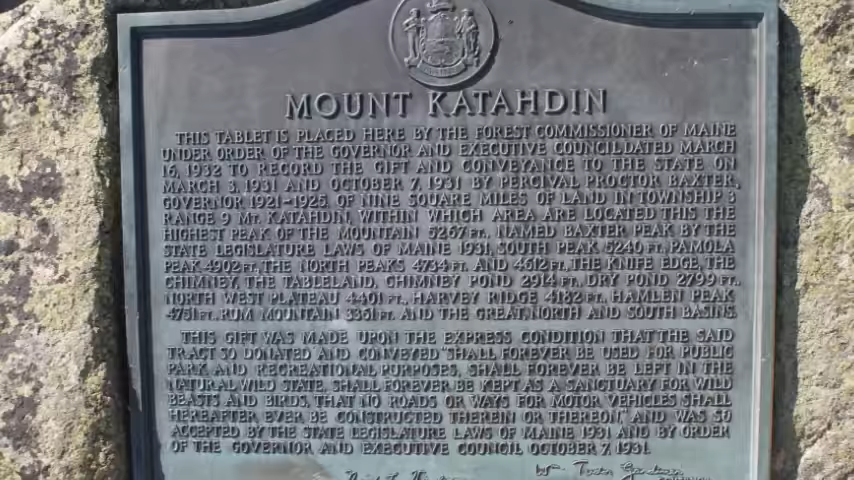 MOUNT KATAHDIN
THIS TABLET IS PLACED HERE BY THE FOREST COMMISSIONER OF MAINE
UNDER ORDER OF THE GOVERNOR AND EXECUTIVE COUNCIL DATED MARCH
16, 1932 TO RECORD THE GIFT AND CONVEYANCE TO THE STATE ON
MARCH 3, 1931 AND OCTOBER 7, 1931 BY PERCIVAL PROCTOR BAXTER,
GOVERNOR 1921-1925, OF NINE SQUARE MILES OF LAND IN TOWNSHIP 3
RANGE 9 MT. KATAHDIN, WITHIN WHICH AREA ARE LOCATED THIS THE
HIGHEST PEAK OF THE MOUNTAIN 5267 FT., NAMED BAXTER PEAK BY THE
STATE LEGISLATURE LAWS OF MAINE 1931, SOUTH PEAK 5240 FT., PAMOLA
PEAK 4902 FT., THE NORTH PEAKS 4734 FT. AND 4612 FT., THE KNIFE EDGE, THE
CHIMNEY, THE TABLELAND, CHIMNEY POND 2914 FT., DRY POND 2799 FT.,
NORTH WEST PLATEAU 4401 FT., HARVEY RIDGE 4182 FT., HAMLEN PEAK
4751 FT., RUM MOUNTAIN 3361 FT. AND THE GREAT, NORTH AND SOUTH BASINS.
THIS GIFT WAS MADE UPON THE EXPRESS CONDITION THAT THE SAID
TRACT SO DONATED AND CONVEYED "SHALL FOREVER BE USED FOR PUBLIC
PARK AND RECREATIONAL PURPOSES, SHALL FOREVER BE LEFT IN THE
NATURAL WILD STATE, SHALL FOREVER BE KEPT AS A SANCTUARY FOR WILD
BEASTS AND BIRDS, THAT NO ROADS OR WAYS FOR MOTOR VEHICLES SHALL
HEREAFTER EVER BE CONSTRUCTED THEREIN OR THEREON," AND WAS SO
ACCEPTED BY THE STATE LEGISLATURE LAWS OF MAINE 1931 AND BY ORDER
OF THE GOVERNOR AND EXECUTIVE COUNCIL OCTOBER 7, 1931.
Wm. Tudor Gardiner